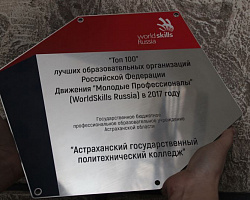 worldskills
Russia
"Топ 100"
лучших образовательных организаций
Российской Федерации
Движения "Молодые Профессионалы"
(WorldSkills Russia) в 2017 году
Государственное бюджетное
профессиональное образовательное учреждение
Астраханской области
"Астраханский государственный
политехнический колледж"